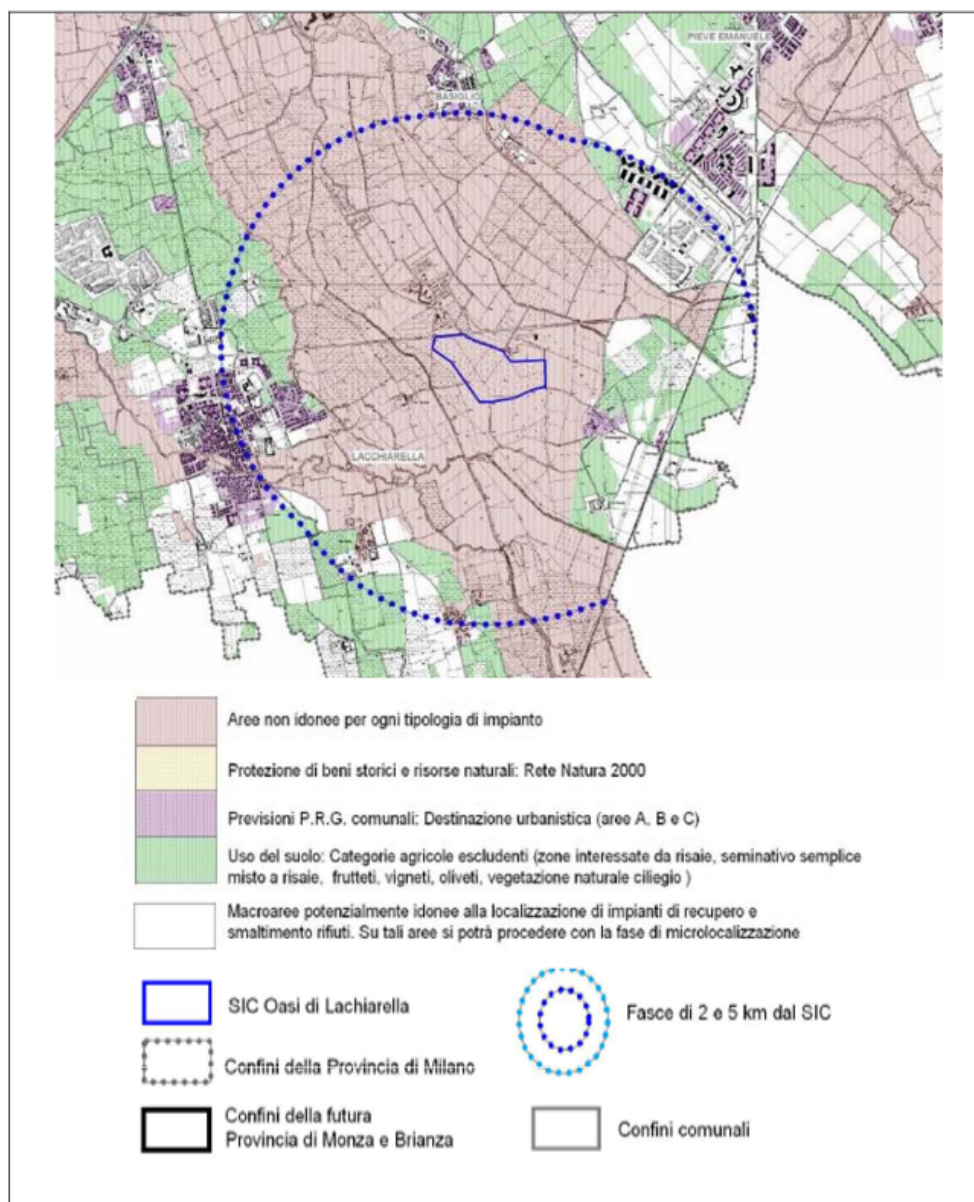 PIEVE EMANUELE
BASIGLIO
LACCHIARELLA
Aree non idonee per ogni tipologia di impianto
Protezione di beni storici e risorse naturali: Rete Natura 2000
Previsioni P.R.G. comunali: Destinazione urbanistica (aree A, B e C)
Uso del suolo: Categorie agricole escludenti (zone interessate da risaie, seminativo semplice
misto a risaie, frutteti, vigneti, oliveti, vegetazione naturale ciliegio )
Macroaree potenzialmente idonee alla localizzazione di impianti di recupero e
smaltimento rifiuti. Su tali aree si potrà procedere con la fase di microlocalizzazione
SIC Oasi di Lachiarella
Fasce di 2 e 5 km dal SIC
Confini della Provincia di Milano
Confini della futura
Provincia di Monza e Brianza
Confini comunali